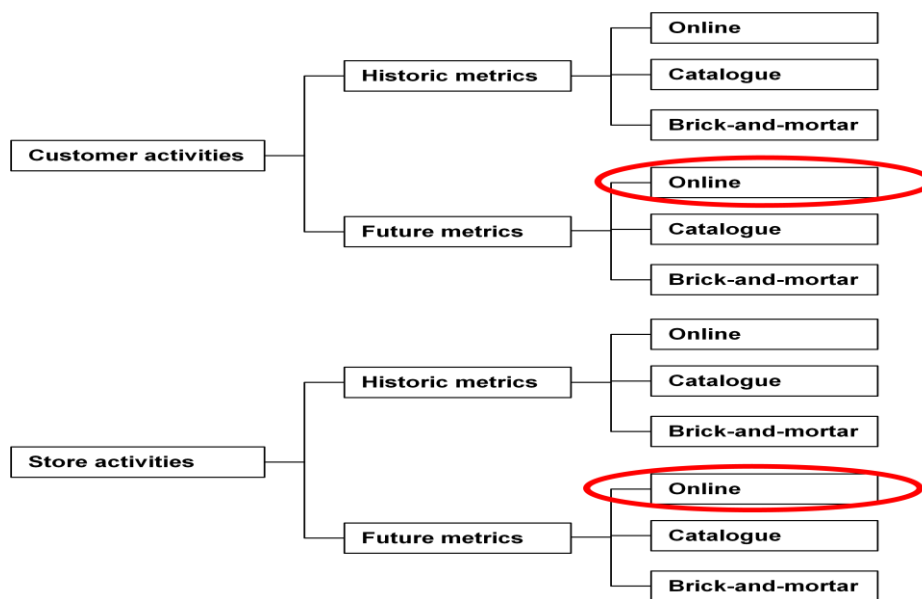 Online
Historic metrics
Catalogue
Brick-and-mortar
Customer activities
Online
Future metrics
Catalogue
Brick-and-mortar
Online
Historic metrics
Catalogue
Brick-and-mortar
Store activities
Online
Future metrics
Catalogue
Brick-and-mortar